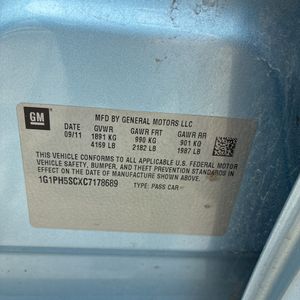 GM
MFD BY GENERAL MOTORS LLC
DATE GVWR GAWR FRT GAWR RR
09/11 1891 KG 990 KG 901 KG
4169 LB 2182 LB 1987 LB
THIS VEHICLE CONFORMS TO ALL APPLICABLE U.S. FEDERAL MOTOR
VEHICLE SAFETY, BUMPER, AND THEFT PREVENTION STANDARDS IN
EFFECT ON THE DATE OF MANUFACTURE SHOWN ABOVE.
1G1PH5SCXC7178689 TYPE: PASS CAR